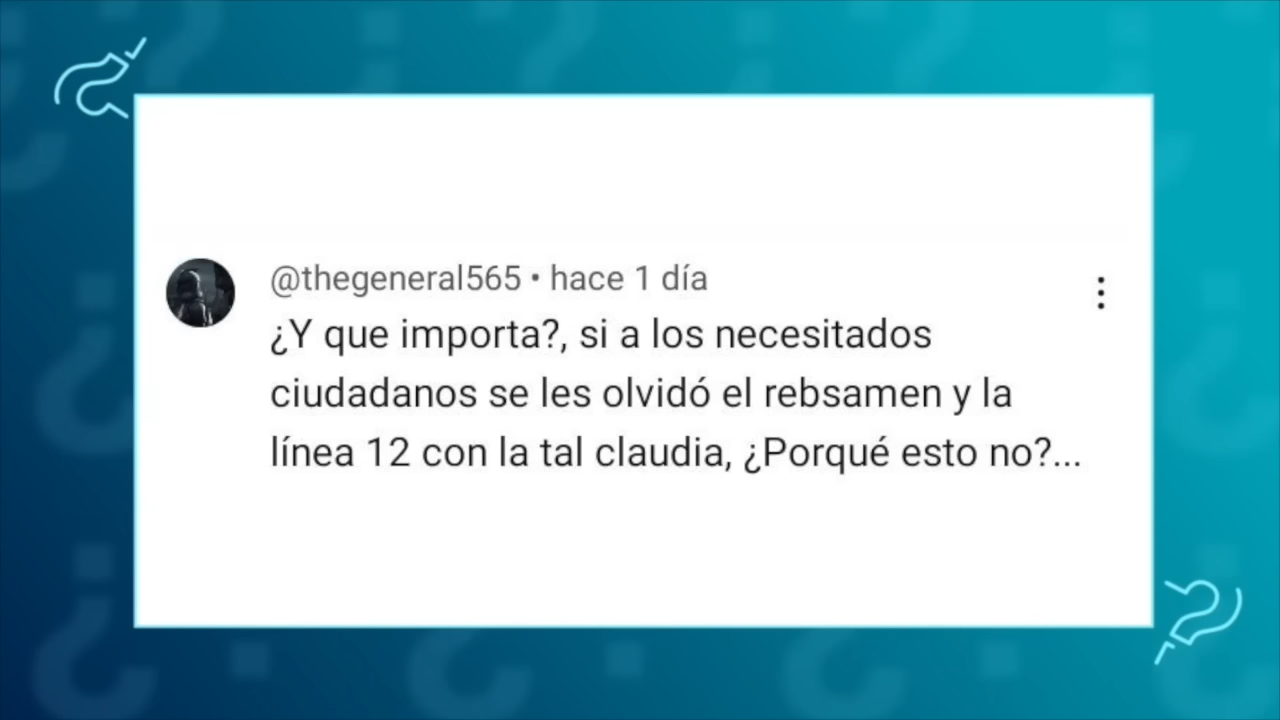 @thegeneral565 • hace 1 día
¿Y que importa?, si a los necesitados
ciudadanos se les olvidó el rebsamen y la
línea 12 con la tal claudia, ¿Porqué esto no?...